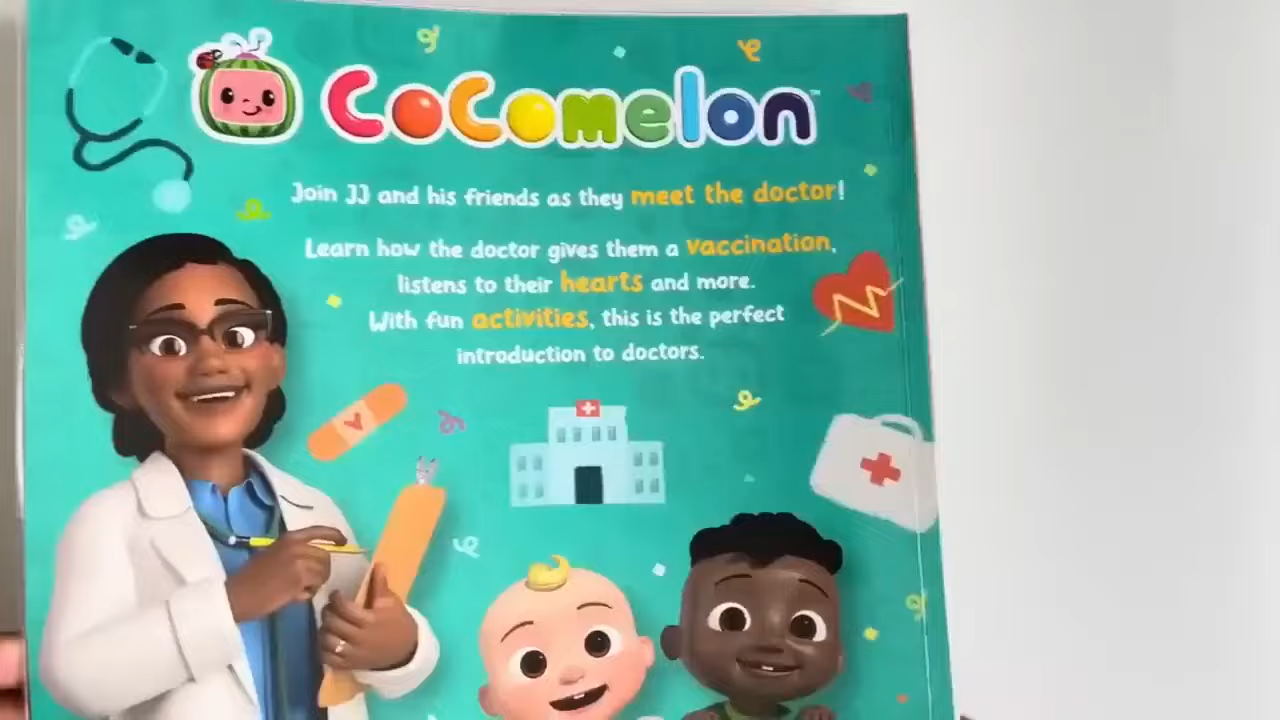 CoComelon™
Join JJ and his friends as they meet the doctor!
Learn how the doctor gives them a vaccination,
listens to their hearts and more.
With fun activities, this is the perfect
introduction to doctors.